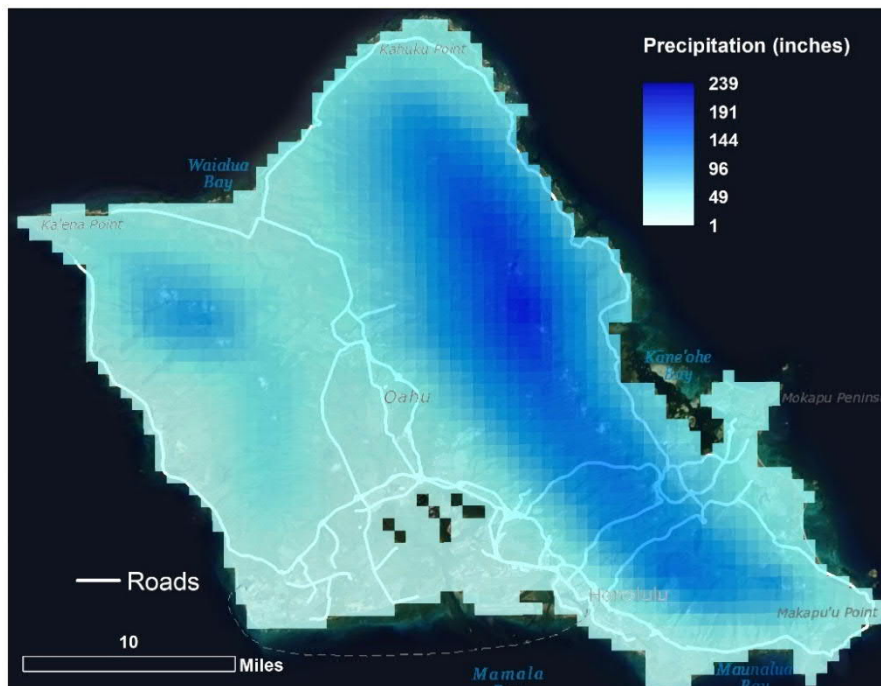 Kahuku Point
Precipitation (inches)
239
191
144
96
49
1
Waialua
Bay
Ka'ena Point
Kane'ohe
Bay
Oahu
Mokapu Penins
Roads
Honolulu
Makapu'u Point
10
Miles
Mamala
Maunalua
Bay